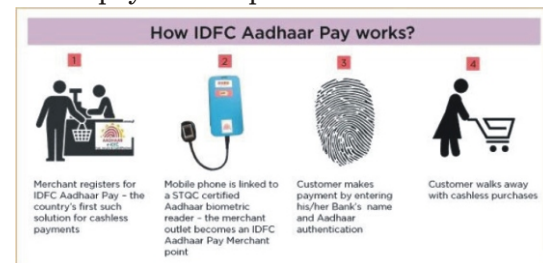 How IDFC Aadhaar Pay works?
1
2
3
4
Merchant registers for
IDFC Aadhaar Pay – the
country's first such
solution for cashless
payments
Mobile phone is linked to
a STQC certified
Aadhaar biometric
reader – the merchant
outlet becomes an IDFC
Aadhaar Pay Merchant
point
Customer makes
payment by entering
his/her Bank's name
and Aadhaar
authentication
Customer walks away
with cashless purchases